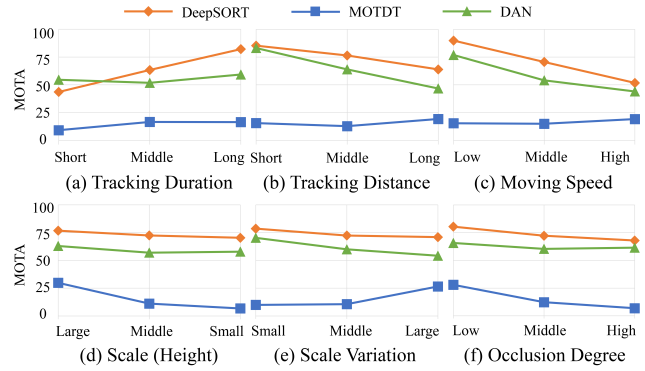 DeepSORT MOTDT DAN
100
75
50
25
0
MOTA
Short Middle Long Short Middle Long Low Middle High
(a) Tracking Duration (b) Tracking Distance (c) Moving Speed
100
75
50
25
0
MOTA
Large Middle Small Small Middle Large Low Middle High
(d) Scale (Height) (e) Scale Variation (f) Occlusion Degree